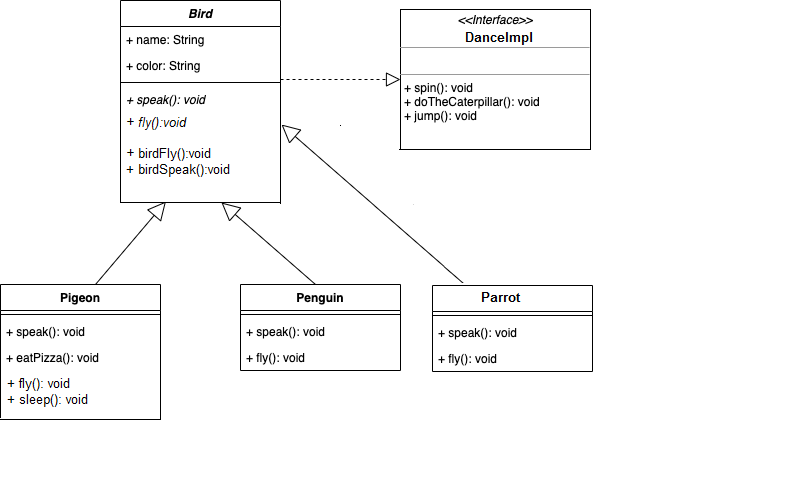 Bird
+ name: String
+ color: String
+ speak(): void
+ fly():void
+ birdFly():void
+ birdSpeak():void
<<Interface>>
DanceImpl
+ spin(): void
+ doTheCaterpillar(): void
+ jump(): void
Pigeon
+ speak(): void
+ eatPizza(): void
+ fly(): void
+ sleep(): void
Penguin
+ speak(): void
+ fly(): void
Parrot
+ speak(): void
+ fly(): void